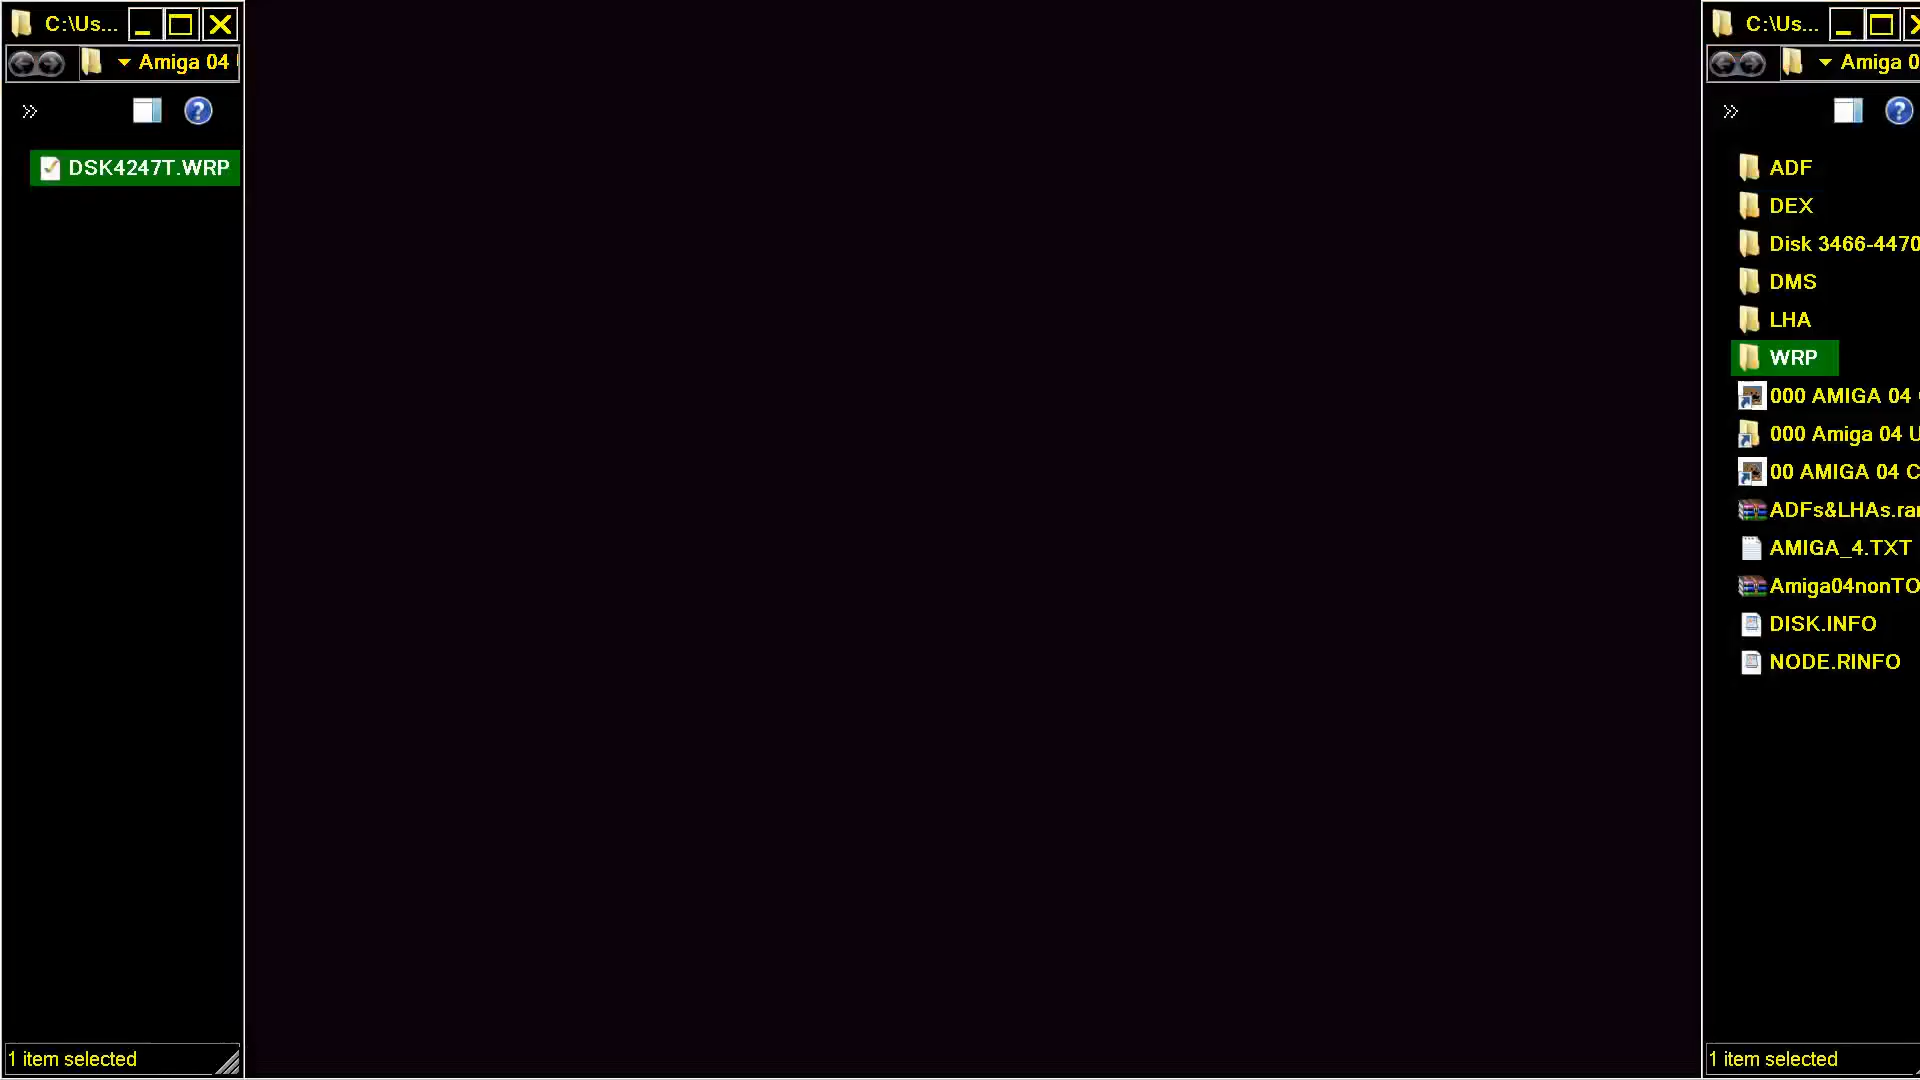 C:\Us...
Amiga 04
DSK4247T.WRP
1 item selected
C:\Us...
Amiga 0
ADF
DEX
Disk 3466-4470
DMS
LHA
WRP
000 AMIGA 04
000 Amiga 04 U
00 AMIGA 04 C
ADFs&LHAs.rar
AMIGA_4.TXT
Amiga04nonTO
DISK.INFO
NODE.RINFO
1 item selected